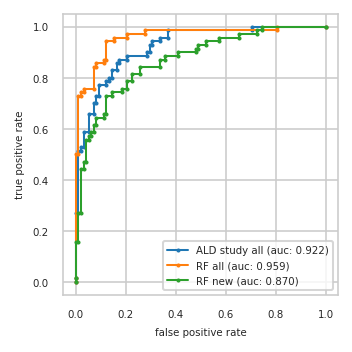 1.0
0.8
0.6
0.4
0.2
0.0
true positive rate
ALD study all (auc: 0.922)
RF all (auc: 0.959)
RF new (auc: 0.870)
0.0 0.2 0.4 0.6 0.8 1.0
false positive rate